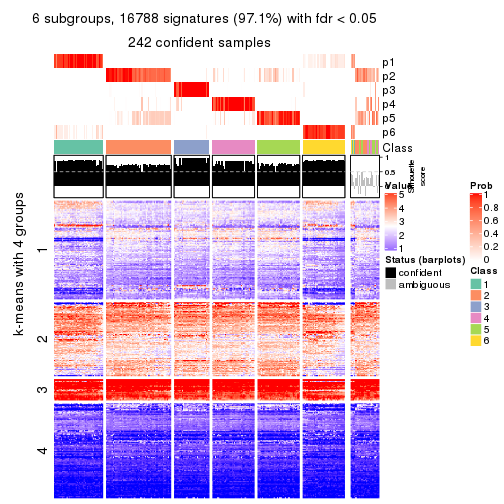 6 subgroups, 16788 signatures (97.1%) with fdr < 0.05
242 confident samples
p1
p2
p3
p4
p5
p6
Class
1
0.5
0
Silhouette
score
k-means with 4 groups
1
2
3
4
Value
5
4
3
2
1
Status (barplots)
confident
ambiguous
Prob
1
0.8
0.6
0.4
0.2
0
Class
1
2
3
4
5
6